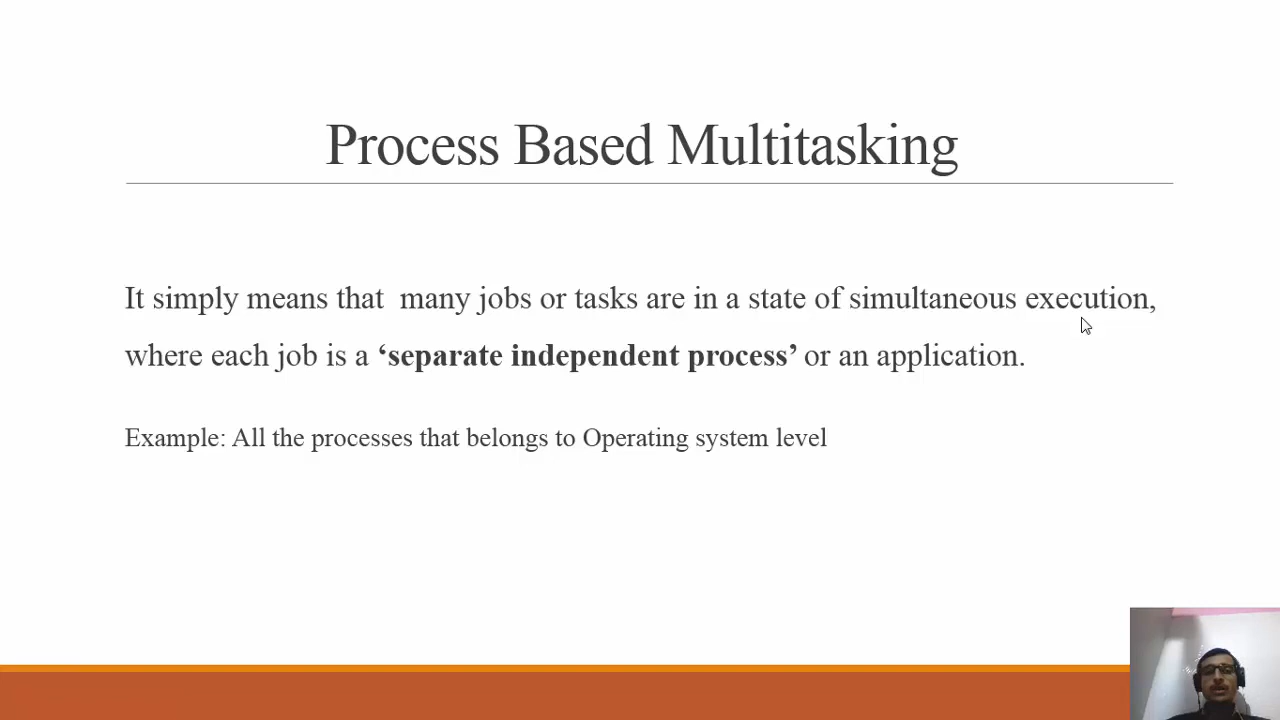 Process Based Multitasking
It simply means that  many jobs or tasks are in a state of simultaneous execution,
where each job is a ‘separate independent process’ or an application.
Example: All the processes that belongs to Operating system level